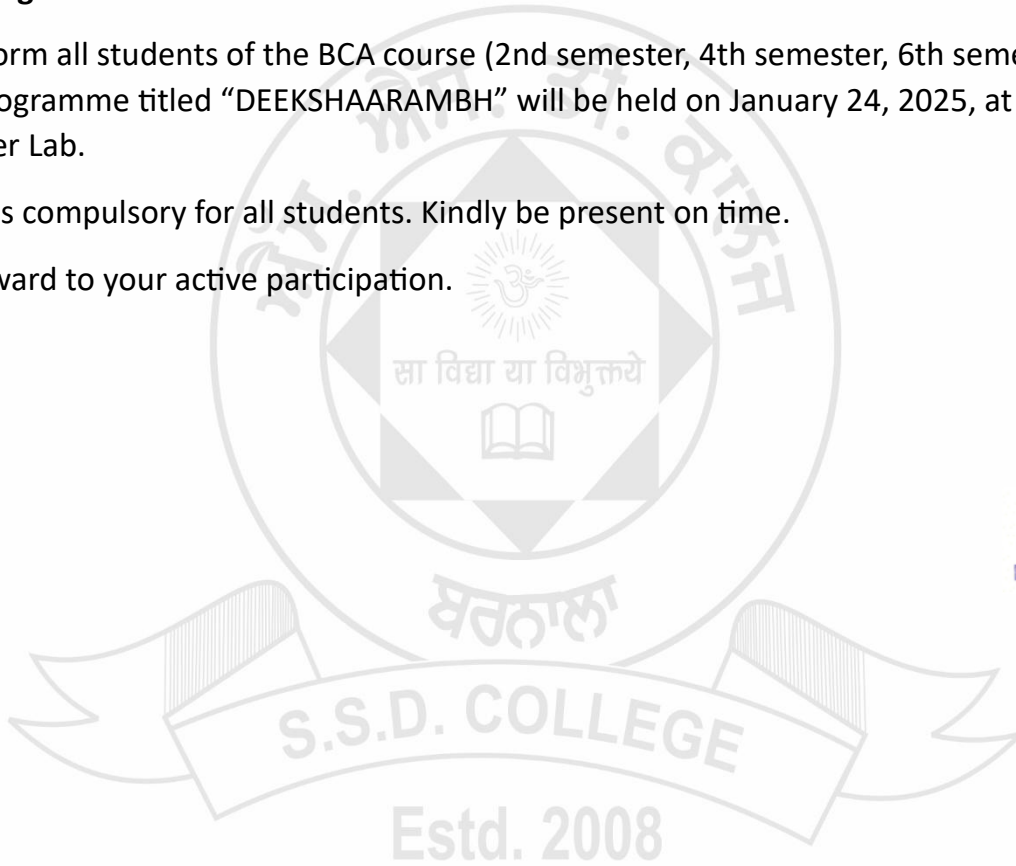 orm all students of the BCA course (2nd semester, 4th semester, 6th seme
ogramme titled “DEEKSHAARAMBH” will be held on January 24, 2025, at
er Lab.
s compulsory for all students. Kindly be present on time.
ward to your active participation.
ਐੱਸ. ਐੱਸ. ਡੀ. ਕਾਲਜ
ॐ
सा विद्या या विभुक्तये
ਬਰਨਾਲਾ
S.S.D. COLLEGE
Estd. 2008